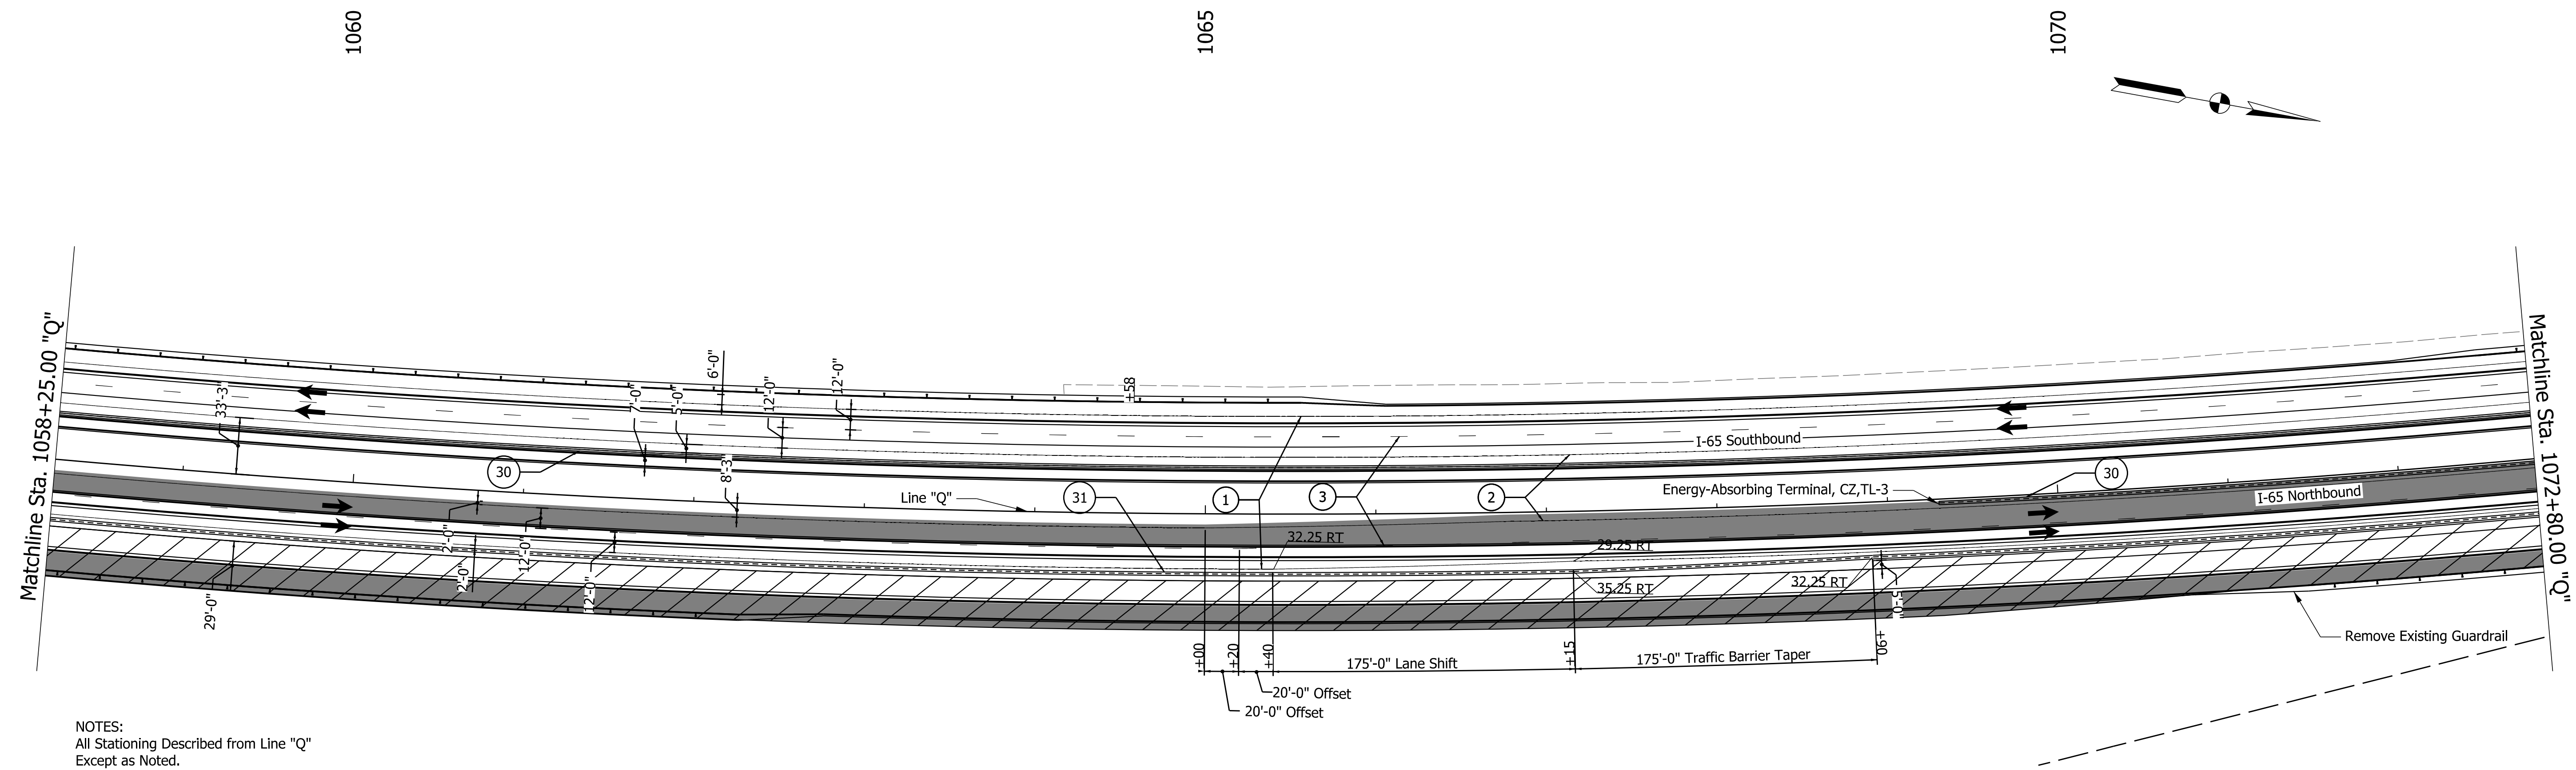 1060
1065
1070
Matchline Sta. 1058+25.00 "Q"
Matchline Sta. 1072+80.00 "Q"
33'-3"
7'-0"
5'-0"
6'-0"
12'-0"
12'-0"
8'-3"
+58
I-65 Southbound
30
31
1
3
2
30
Line "Q"
Energy-Absorbing Terminal, CZ,TL-3
I-65 Northbound
2'-0"
12'-0"
2'-0"
12'-0"
29'-0"
32.25 RT
29.25 RT
35.25 RT
32.25 RT
5'-0"
+00
+20
+40
+15
+90
175'-0" Lane Shift
175'-0" Traffic Barrier Taper
20'-0" Offset
20'-0" Offset
Remove Existing Guardrail
NOTES:
All Stationing Described from Line "Q"
Except as Noted.